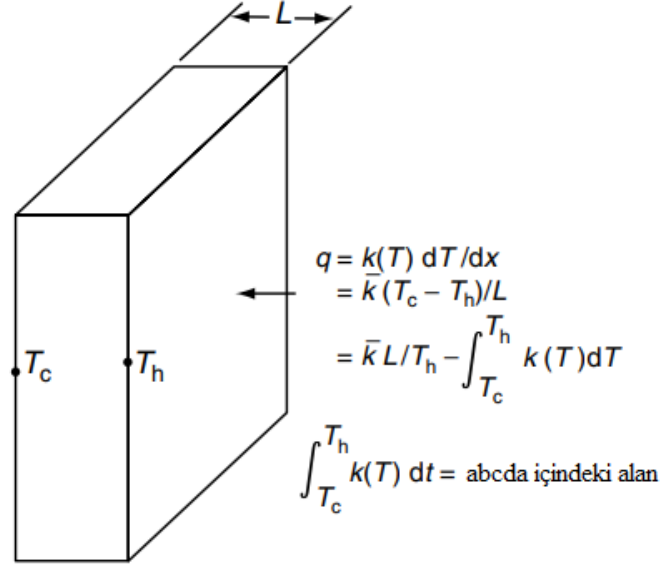 L
q = k(T) dT/dx
= k̄ (T_c – T_h)/L
T_c
T_h
= k̄ L/T_h – ∫_{T_c}^{T_h} k (T)dT
∫_{T_c}^{T_h} k(T) dt = abcda içindeki alan